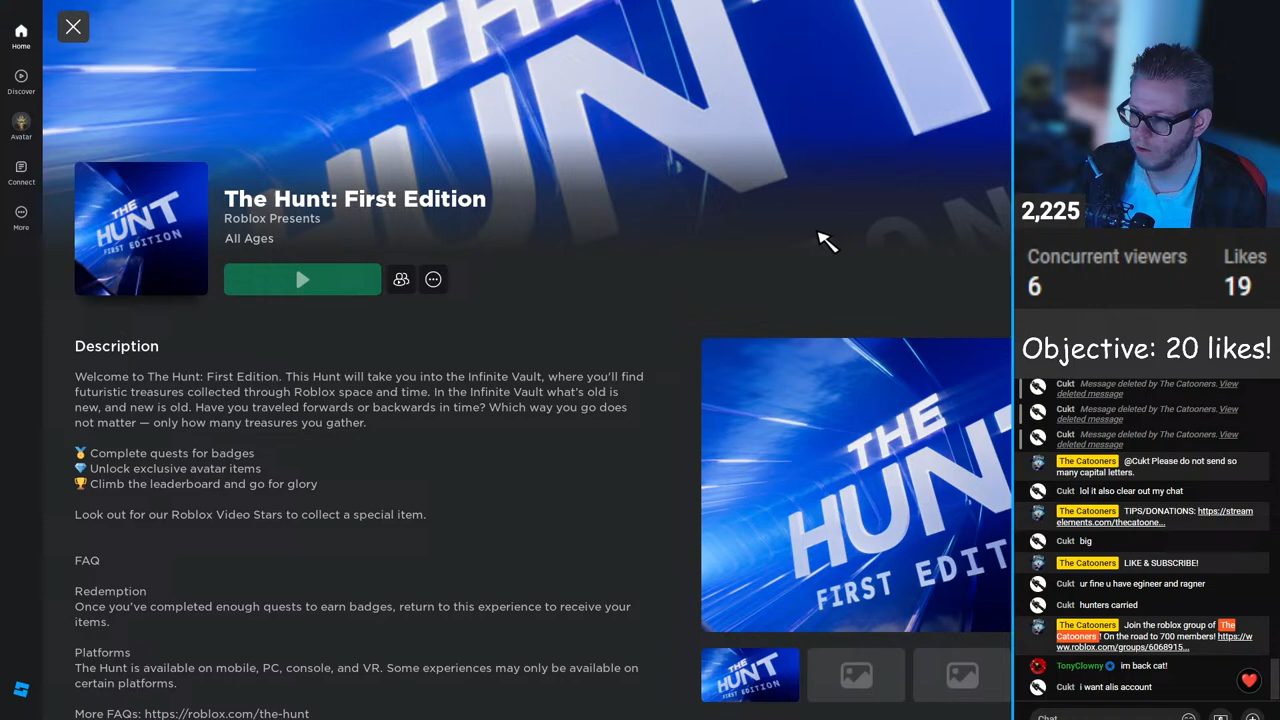 Home
Discover
Avatar
Connect
More
THE
HUNT
THE
HUNT
FIRST EDITION
The Hunt: First Edition
Roblox Presents
All Ages
Description
Welcome to The Hunt: First Edition. This Hunt will take you into the Infinite Vault, where you'll find
futuristic treasures collected through Roblox space and time. In the Infinite Vault what's old is
new, and new is old. Have you traveled forwards or backwards in time? Which way you go does
not matter — only how many treasures you gather.
🥇 Complete quests for badges
💎 Unlock exclusive avatar items
🏆 Climb the leaderboard and go for glory
Look out for our Roblox Video Stars to collect a special item.
FAQ
Redemption
Once you've completed enough quests to earn badges, return to this experience to receive your
items.
Platforms
The Hunt is available on mobile, PC, console, and VR. Some experiences may only be available on
certain platforms.
More FAQs: https://roblox.com/the-hunt
THE
HUNT
FIRST EDIT
THE
HUNT
FIRST EDITION
2,225
Concurrent viewers Likes
6 19
Objective: 20 likes!
Cukt Message deleted by The Catooners. View
deleted message
Cukt Message deleted by The Catooners. View
deleted message
Cukt Message deleted by The Catooners. View
deleted message
The Catooners @Cukt Please do not send so
many capital letters.
Cukt lol it also clear out my chat
The Catooners TIPS/DONATIONS: https://stream
elements.com/thecatoone...
Cukt big
The Catooners LIKE & SUBSCRIBE!
Cukt ur fine u have egineer and ragner
Cukt hunters carried
The Catooners Join the roblox group of The
Catooners! On the road to 700 members! https://w
ww.roblox.com/groups/6068915...
TonyClowny im back cat!
Cukt i want alis account
Chat